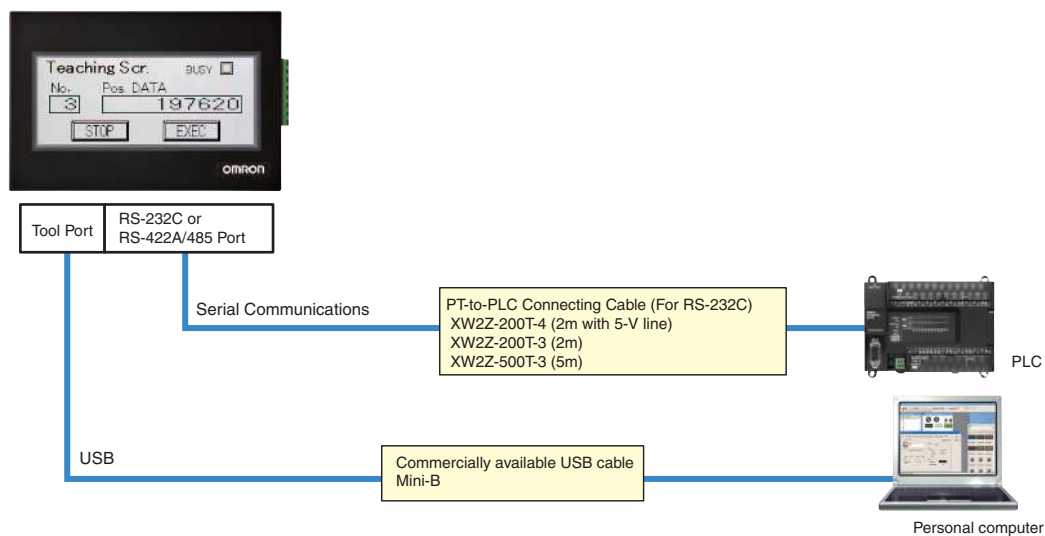 Teaching Scr. BUSY
No. Pos. DATA
3 197620
STOP EXEC
OMRON
Tool Port
RS-232C or
RS-422A/485 Port
Serial Communications
PT-to-PLC Connecting Cable (For RS-232C)
XW2Z-200T-4 (2m with 5-V line)
XW2Z-200T-3 (2m)
XW2Z-500T-3 (5m)
PLC
USB
Commercially available USB cable
Mini-B
Personal computer